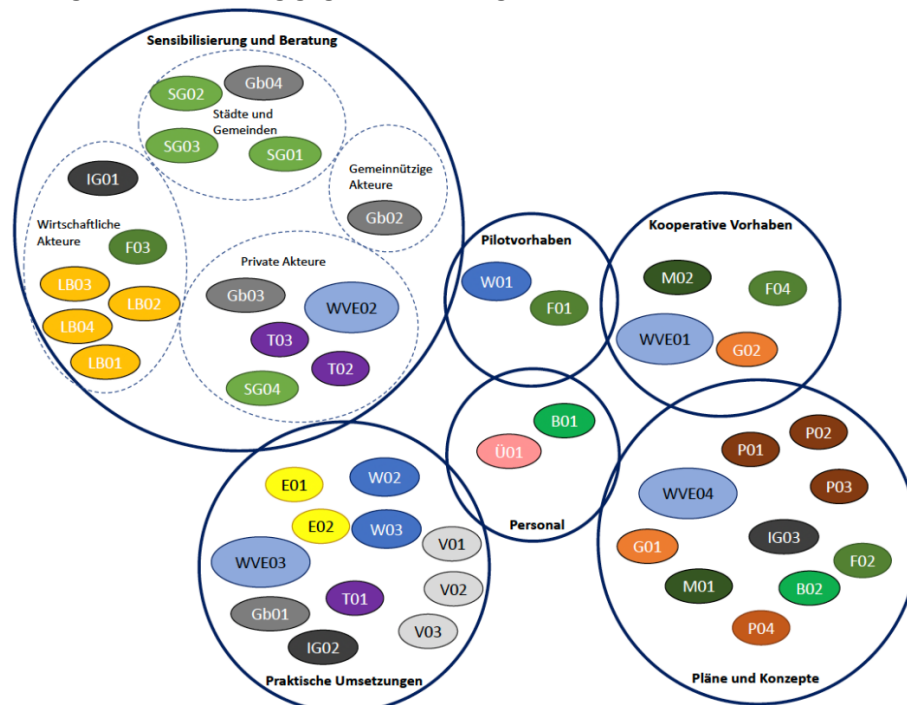 Sensibilisierung und Beratung
Gb04
SG02
Städte und
Gemeinden
SG03
SG01
Gemeinnützige
Akteure
Gb02
IG01
Wirtschaftliche
Akteure
F03
LB03
LB02
LB04
LB01
Private Akteure
Gb03
WVE02
T03
T02
SG04
Pilotvorhaben
W01
F01
Kooperative Vorhaben
M02
F04
WVE01
G02
B01
Ü01
Personal
E01
W02
E02
W03
V01
WVE03
V02
T01
Gb01
V03
IG02
Praktische Umsetzungen
P02
P01
P03
WVE04
IG03
G01
F02
M01
B02
P04
Pläne und Konzepte